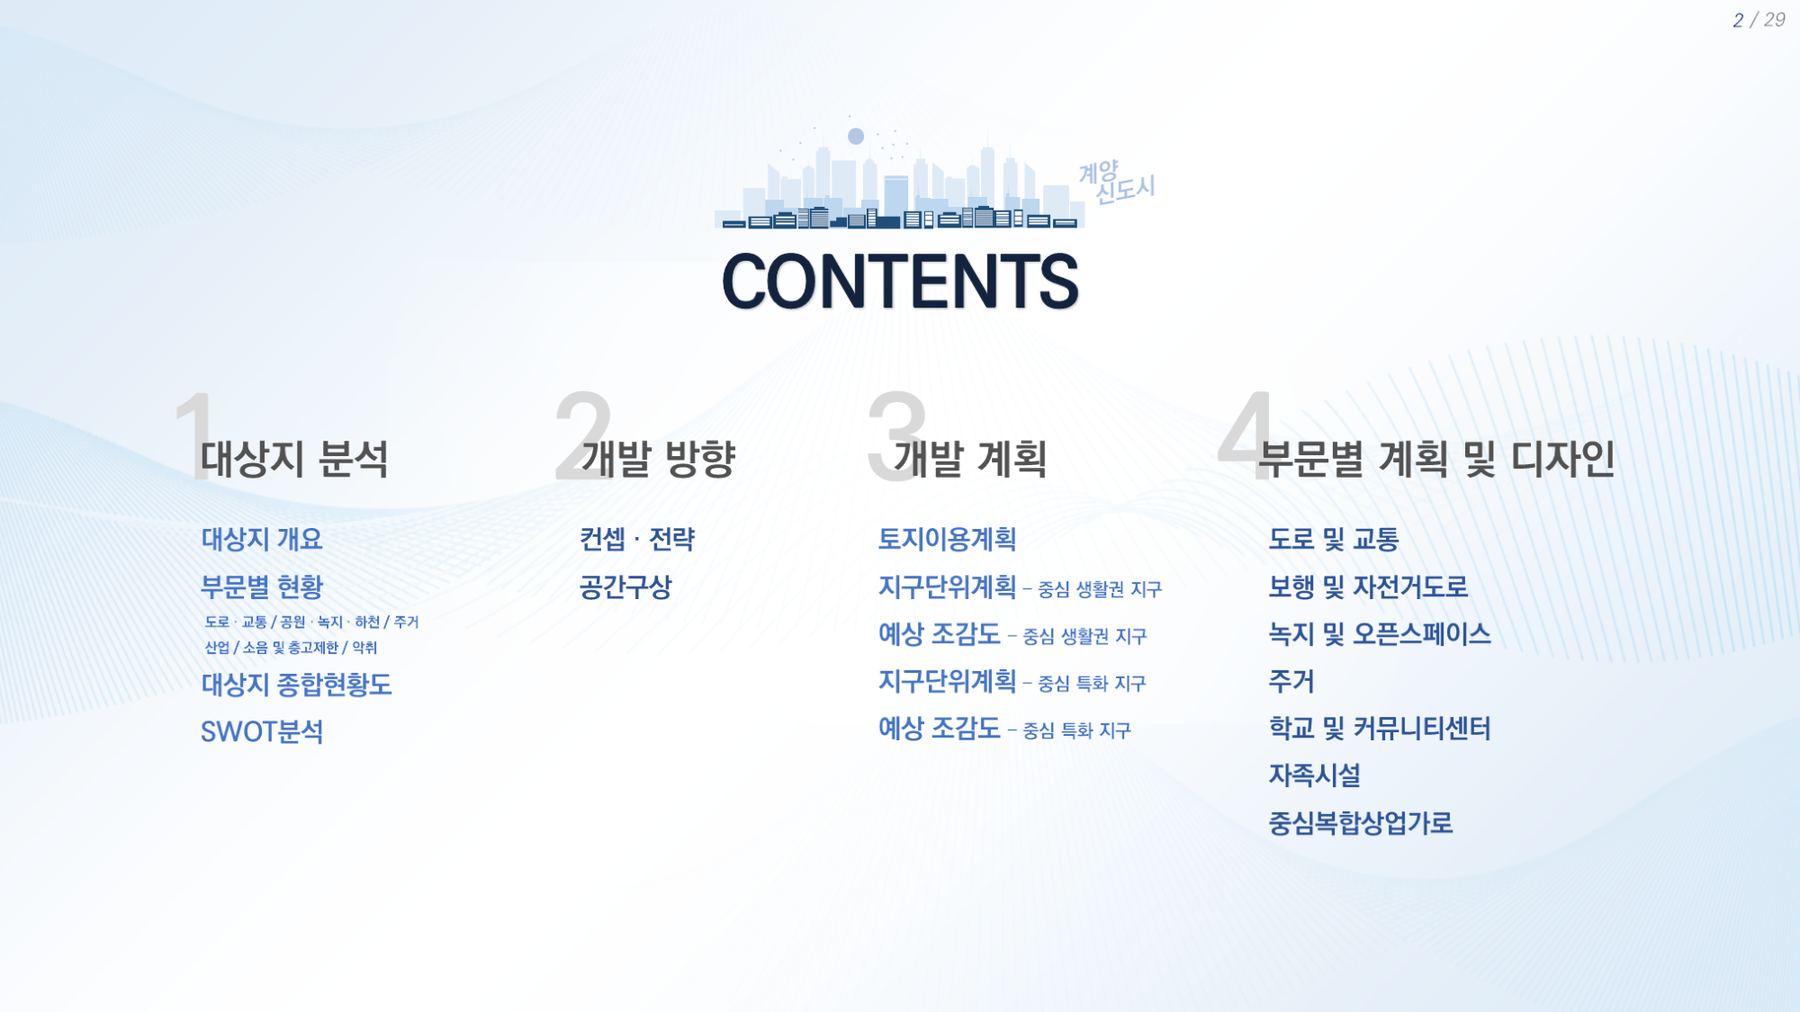 2 / 29
계양
신도시
CONTENTS
1
대상지 분석
대상지 개요
부문별 현황
도로 · 교통 / 공원 · 녹지 · 하천 / 주거
산업 / 소음 및 층고제한 / 악취
대상지 종합현황도
SWOT분석
2
개발 방향
컨셉 · 전략
공간구상
3
개발 계획
토지이용계획
지구단위계획 – 중심 생활권 지구
예상 조감도 – 중심 생활권 지구
지구단위계획 – 중심 특화 지구
예상 조감도 – 중심 특화 지구
4
부문별 계획 및 디자인
도로 및 교통
보행 및 자전거도로
녹지 및 오픈스페이스
주거
학교 및 커뮤니티센터
자족시설
중심복합상업가로